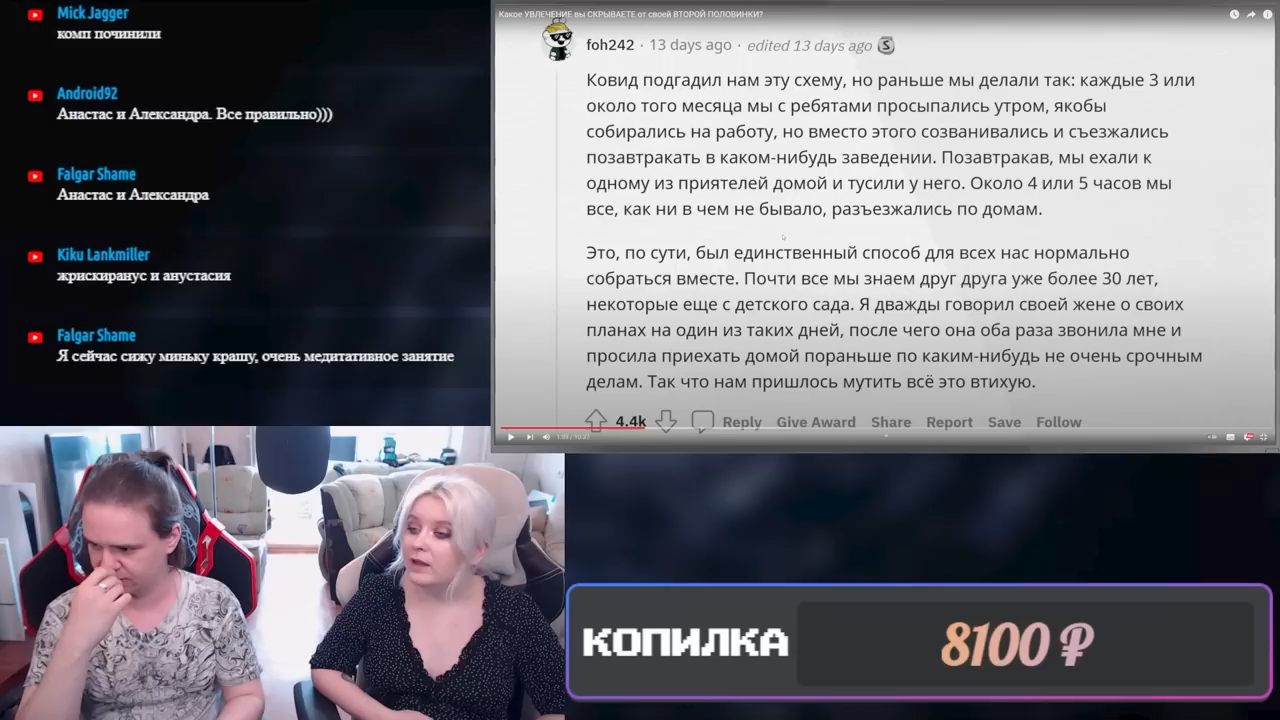 Mick Jagger
комп починили
Android92
Анастас и Александра. Все правильно)))
Falgar Shame
Анастас и Александра
Kiku Lankmiller
жрискиранус и анустасия
Falgar Shame
Я сейчас сижу миньку крашу, очень медитативное занятие
Какое УВЛЕЧЕНИЕ вы СКРЫВАЕТЕ от своей ВТОРОЙ ПОЛОВИНКИ?
foh242 · 13 days ago · edited 13 days ago S
Ковид подгадил нам эту схему, но раньше мы делали так: каждые 3 или
около того месяца мы с ребятами просыпались утром, якобы
собирались на работу, но вместо этого созванивались и съезжались
позавтракать в каком-нибудь заведении. Позавтракав, мы ехали к
одному из приятелей домой и тусили у него. Около 4 или 5 часов мы
все, как ни в чем не бывало, разъезжались по домам.
Это, по сути, был единственный способ для всех нас нормально
собраться вместе. Почти все мы знаем друг друга уже более 30 лет,
некоторые еще с детского сада. Я дважды говорил своей жене о своих
планах на один из таких дней, после чего она оба раза звонила мне и
просила приехать домой пораньше по каким-нибудь не очень срочным
делам. Так что нам пришлось мутить всё это втихую.
4.4k Reply Give Award Share Report Save Follow
КОПИЛКА 8100 ₽